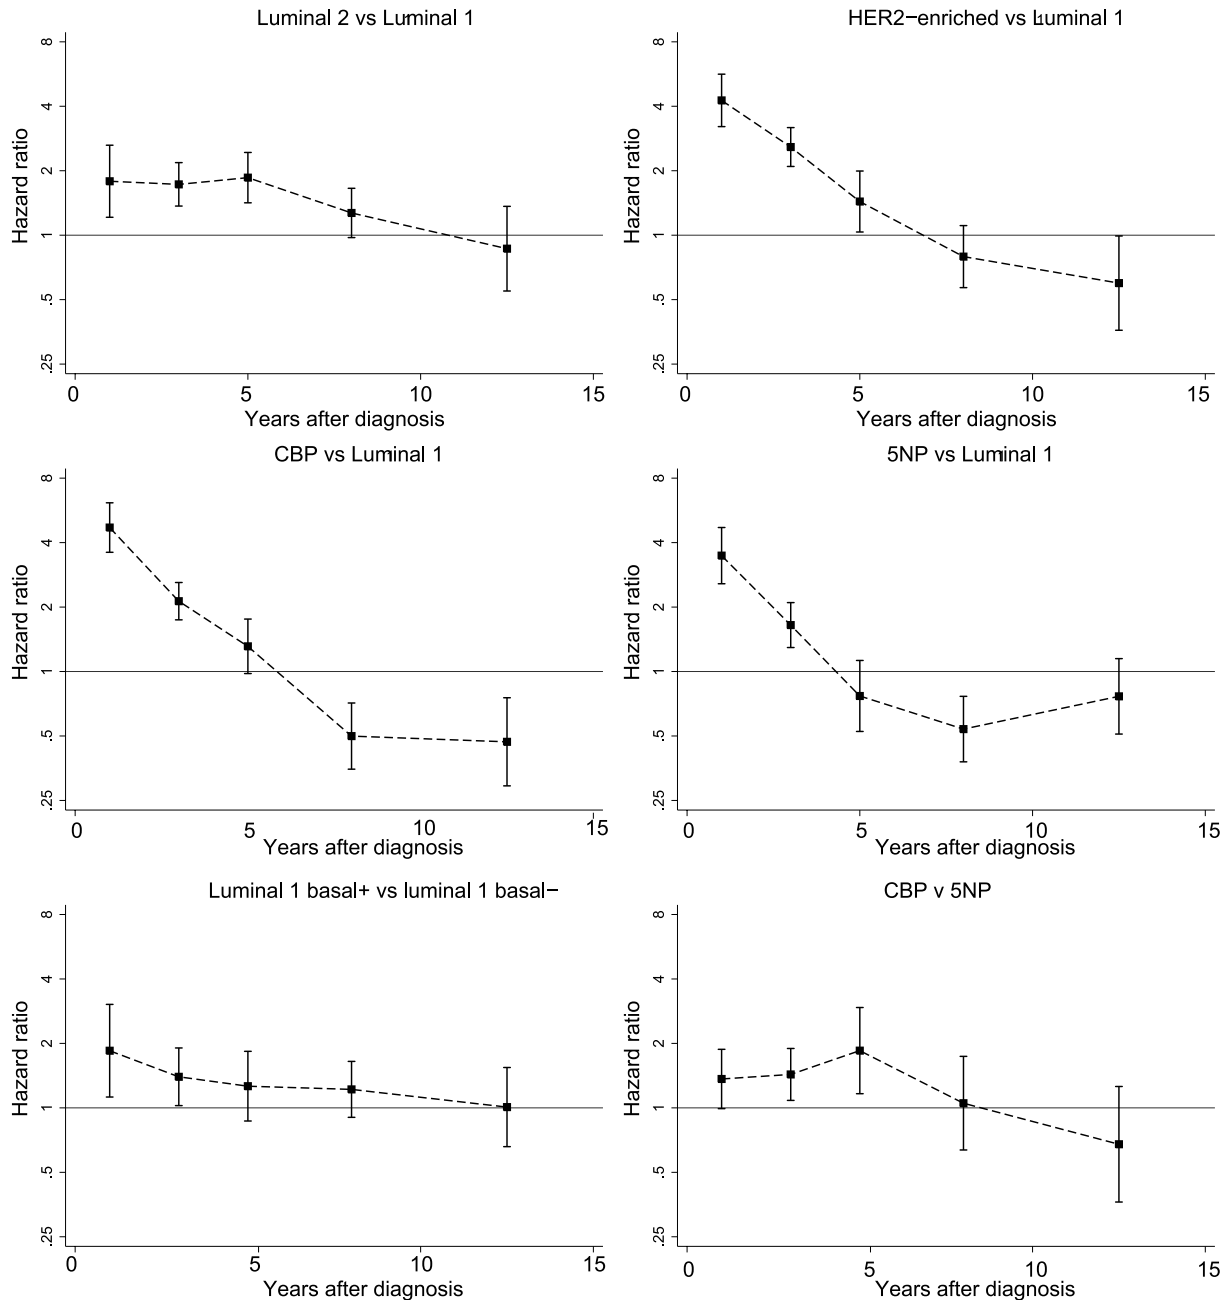 Luminal 2 vs Luminal 1
8
4
2
1
.5
.25
Hazard ratio
0 5 10 15
Years after diagnosis
HER2−enriched vs Luminal 1
8
4
2
1
.5
.25
Hazard ratio
0 5 10 15
Years after diagnosis
CBP vs Luminal 1
8
4
2
1
.5
.25
Hazard ratio
0 5 10 15
Years after diagnosis
5NP vs Luminal 1
8
4
2
1
.5
.25
Hazard ratio
0 5 10 15
Years after diagnosis
Luminal 1 basal+ vs luminal 1 basal−
8
4
2
1
.5
.25
Hazard ratio
0 5 10 15
Years after diagnosis
CBP v 5NP
8
4
2
1
.5
.25
Hazard ratio
0 5 10 15
Years after diagnosis